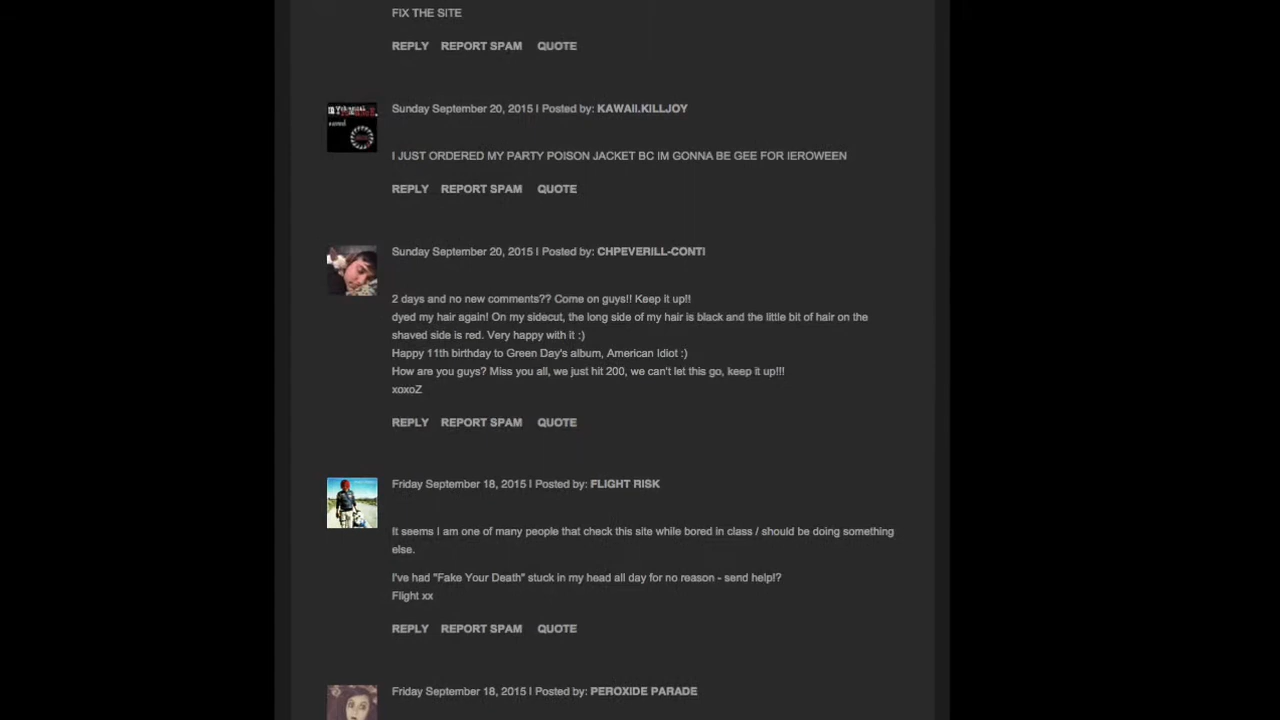 FIX THE SITE
REPLY REPORT SPAM QUOTE
Sunday September 20, 2015 | Posted by: KAWAII.KILLJOY
I JUST ORDERED MY PARTY POISON JACKET BC IM GONNA BE GEE FOR IEROWEEN
REPLY REPORT SPAM QUOTE
Sunday September 20, 2015 | Posted by: CHPEVERILL-CONTI
2 days and no new comments?? Come on guys!! Keep it up!!
dyed my hair again! On my sidecut, the long side of my hair is black and the little bit of hair on the
shaved side is red. Very happy with it :)
Happy 11th birthday to Green Day's album, American Idiot :)
How are you guys? Miss you all, we just hit 200, we can't let this go, keep it up!!!
xoxoZ
REPLY REPORT SPAM QUOTE
Friday September 18, 2015 | Posted by: FLIGHT RISK
It seems I am one of many people that check this site while bored in class / should be doing something
else.
I've had "Fake Your Death" stuck in my head all day for no reason - send help!?
Flight xx
REPLY REPORT SPAM QUOTE
Friday September 18, 2015 | Posted by: PEROXIDE PARADE